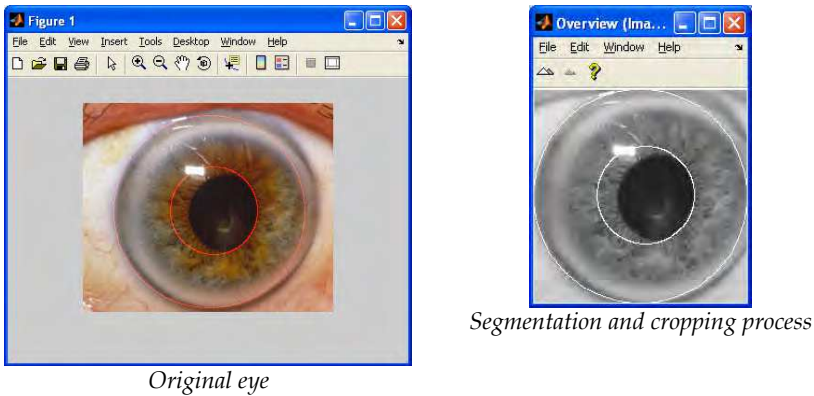 Figure 1
File Edit View Insert Tools Desktop Window Help
Original eye
Overview (Ima...
File Edit Window Help
Segmentation and cropping process